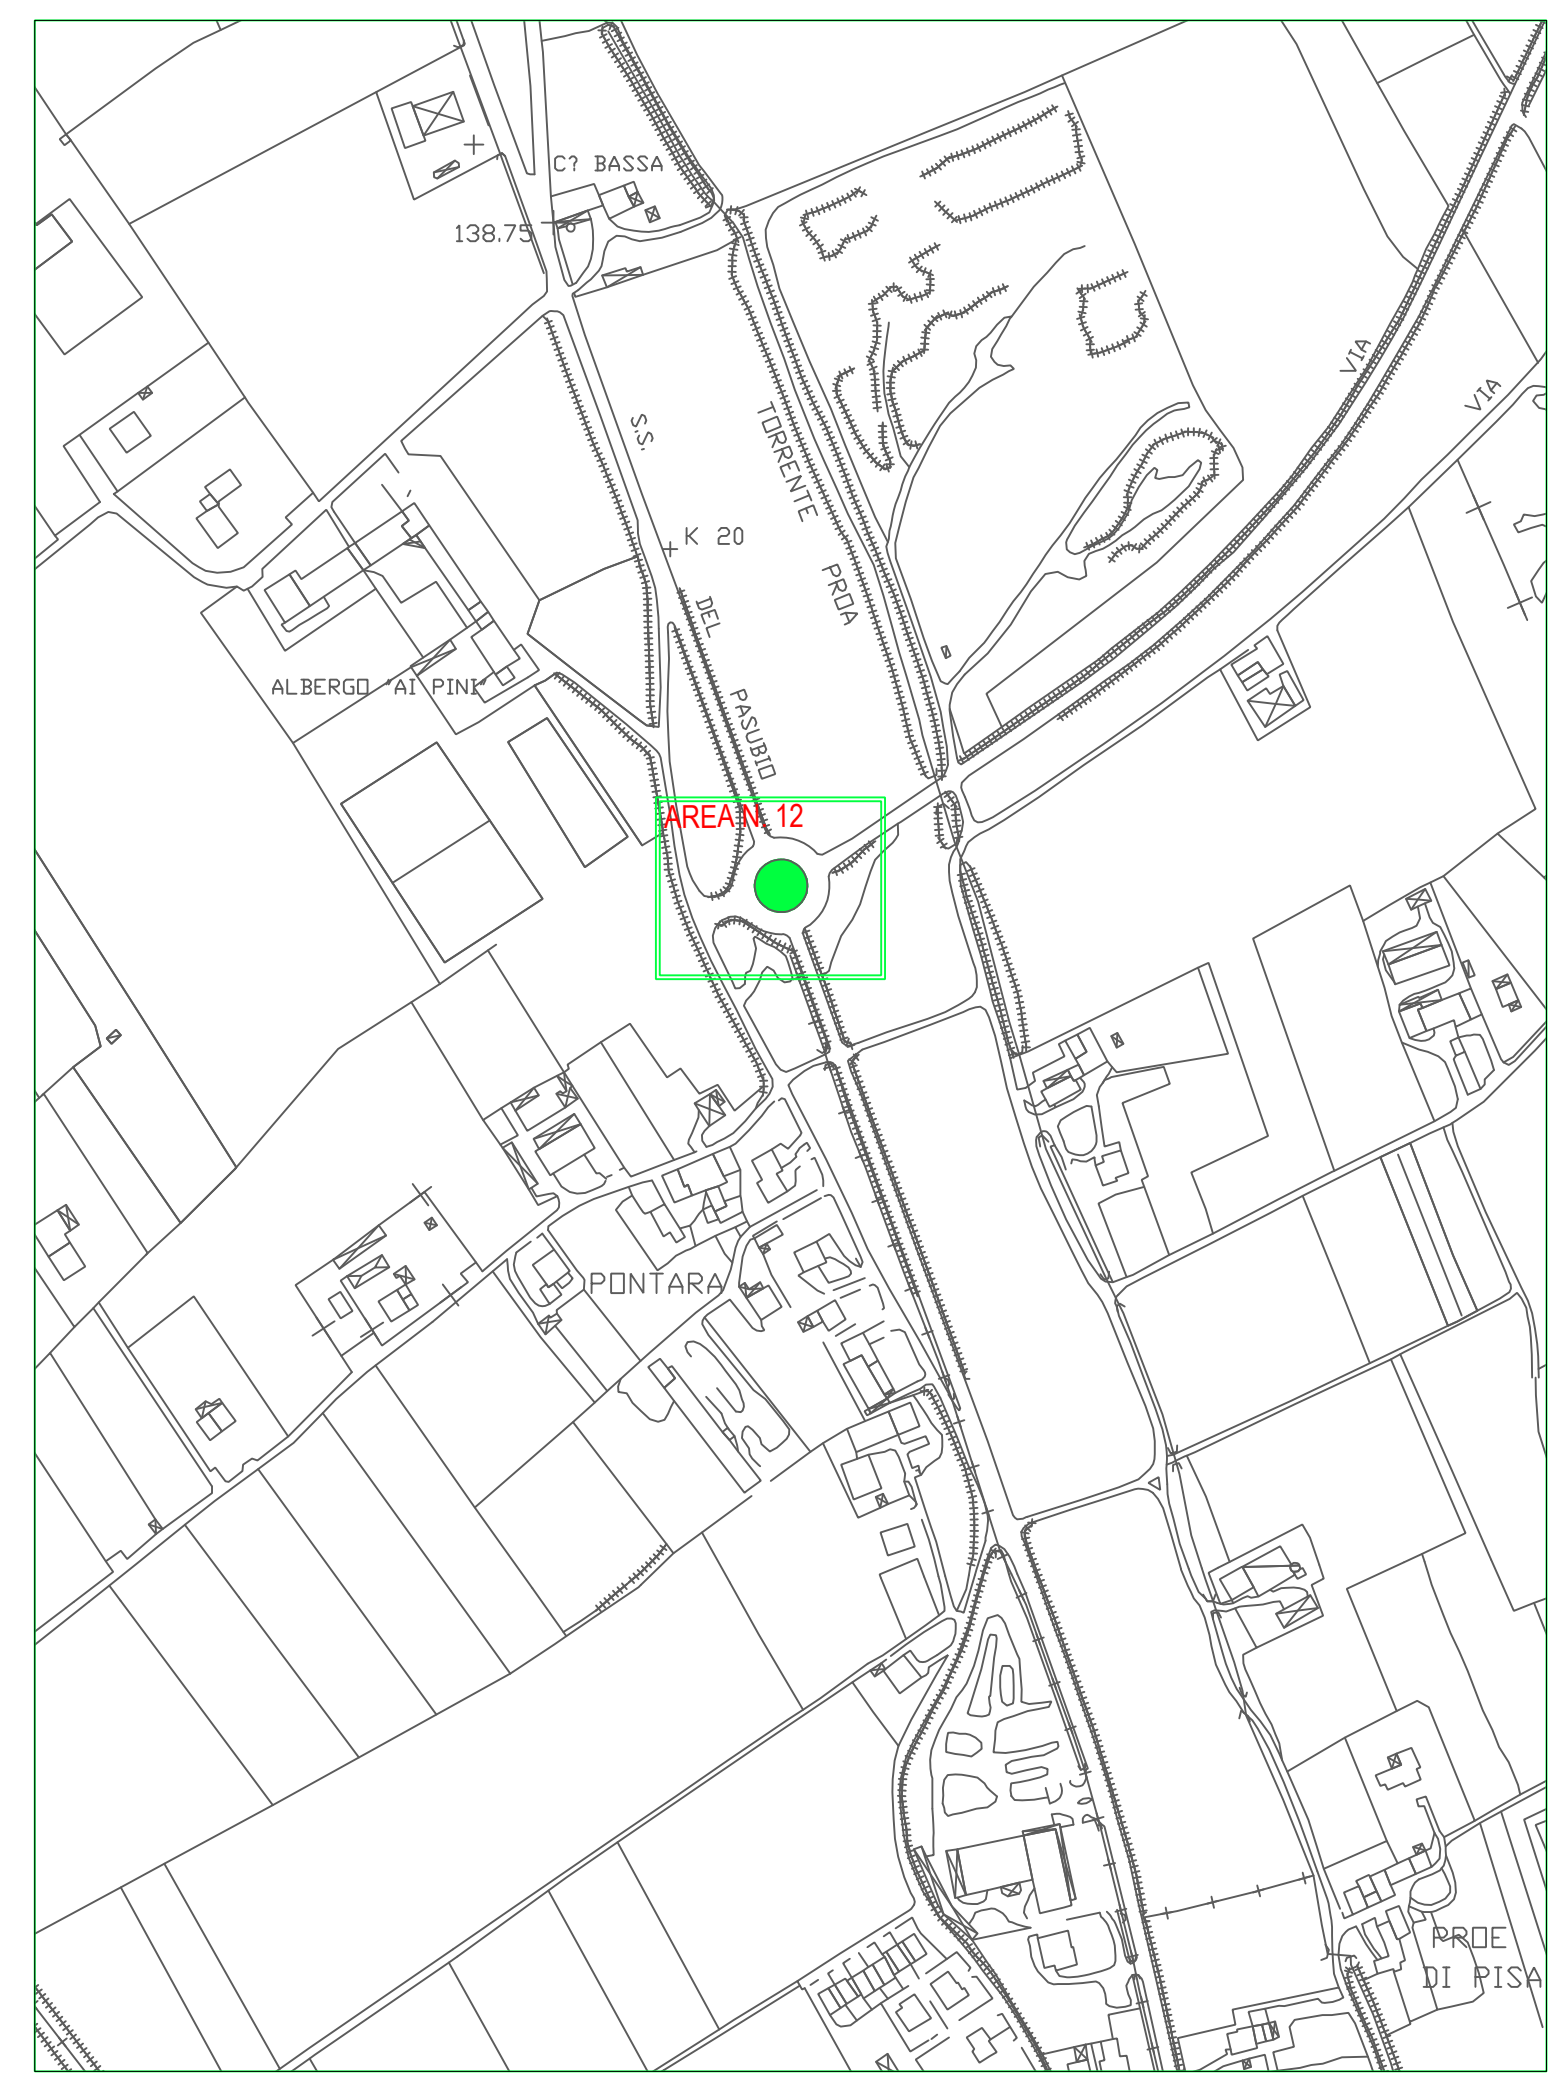 C? BASSA
138.75
VIA
VIA
S.S.
TORRENTE
K 20
PROA
DEL
ALBERGO "AI PINI"
PASUBIO
AREA N. 12
PONTARA
PROE
DI PISA